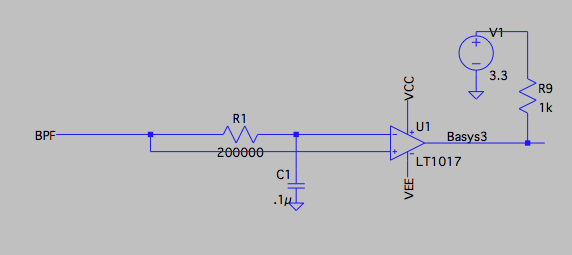 V1
+
−
3.3
R9
1k
VCC
R1
U1
BPF
−
+
+
−
Basys3
200000
LT1017
C1
.1µ
VEE